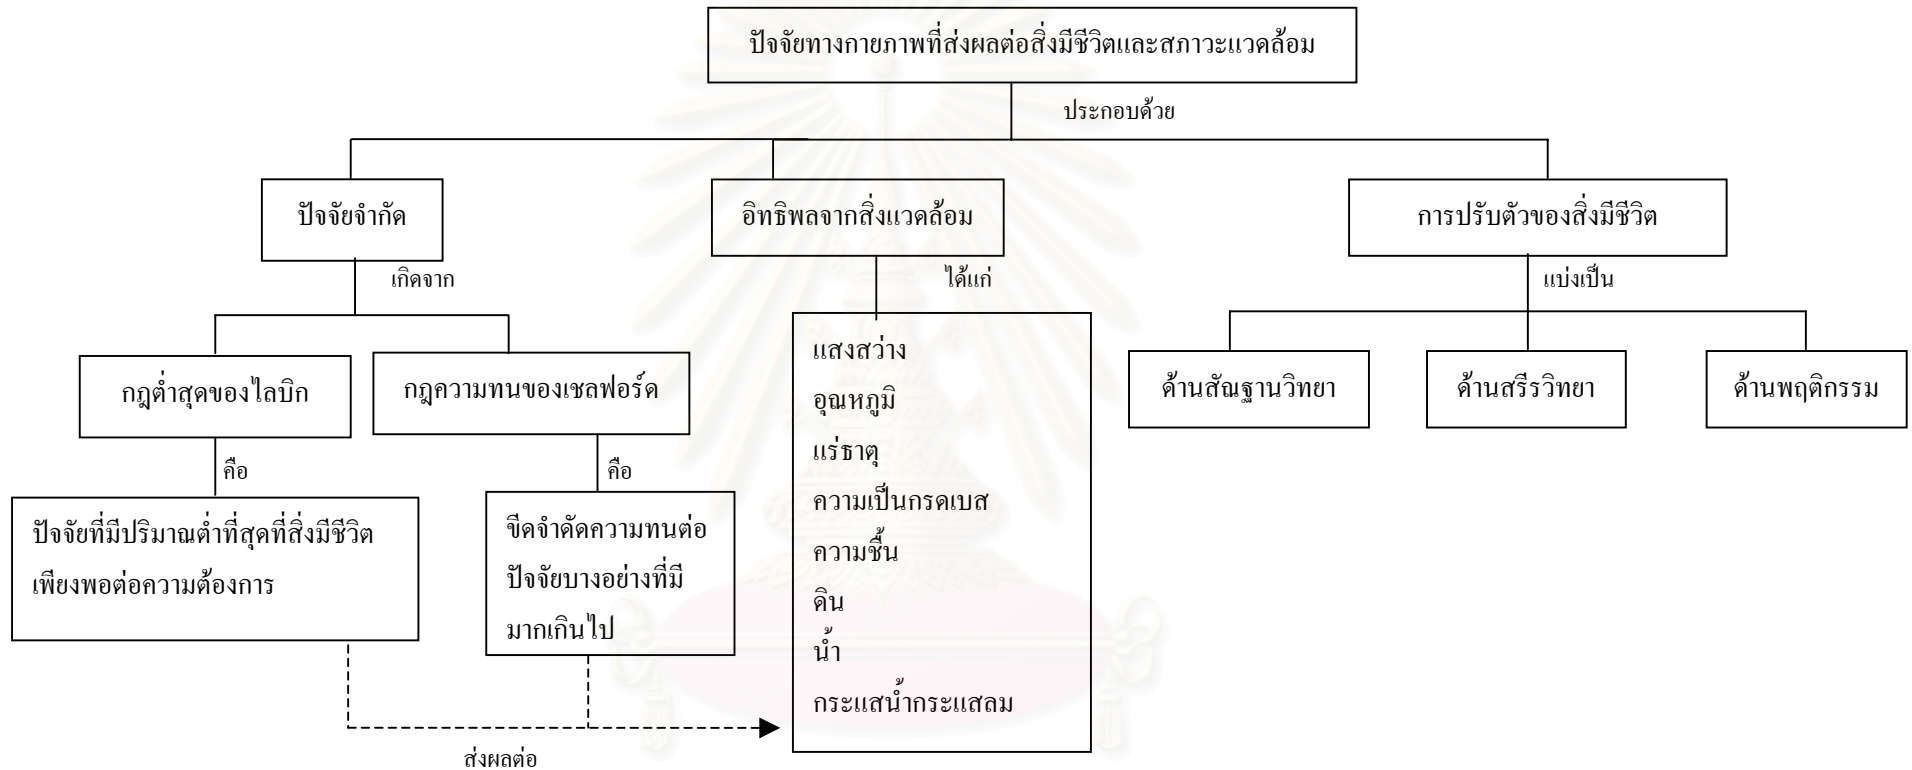 ปัจจัยทางกายภาพที่ส่งผลต่อสิ่งมีชีวิตและสภาวะแวดล้อม
ประกอบด้วย
ปัจจัยจำกัด
อิทธิพลจากสิ่งแวดล้อม
การปรับตัวของสิ่งมีชีวิต
เกิดจาก
ได้แก่
แบ่งเป็น
กฎต่ำสุดของไลบิก
กฎความทนของเชลฟอร์ด
คือ
คือ
ปัจจัยที่มีปริมาณต่ำที่สุดที่สิ่งมีชีวิต
เพียงพอต่อความต้องการ
ขีดจำดัดความทนต่อ
ปัจจัยบางอย่างที่มี
มากเกินไป
ส่งผลต่อ
แสงสว่าง
อุณหภูมิ
แร่ธาตุ
ความเป็นกรดเบส
ความชื้น
ดิน
น้ำ
กระแสน้ำกระแสลม
ด้านสัณฐานวิทยา
ด้านสรีรวิทยา
ด้านพฤติกรรม